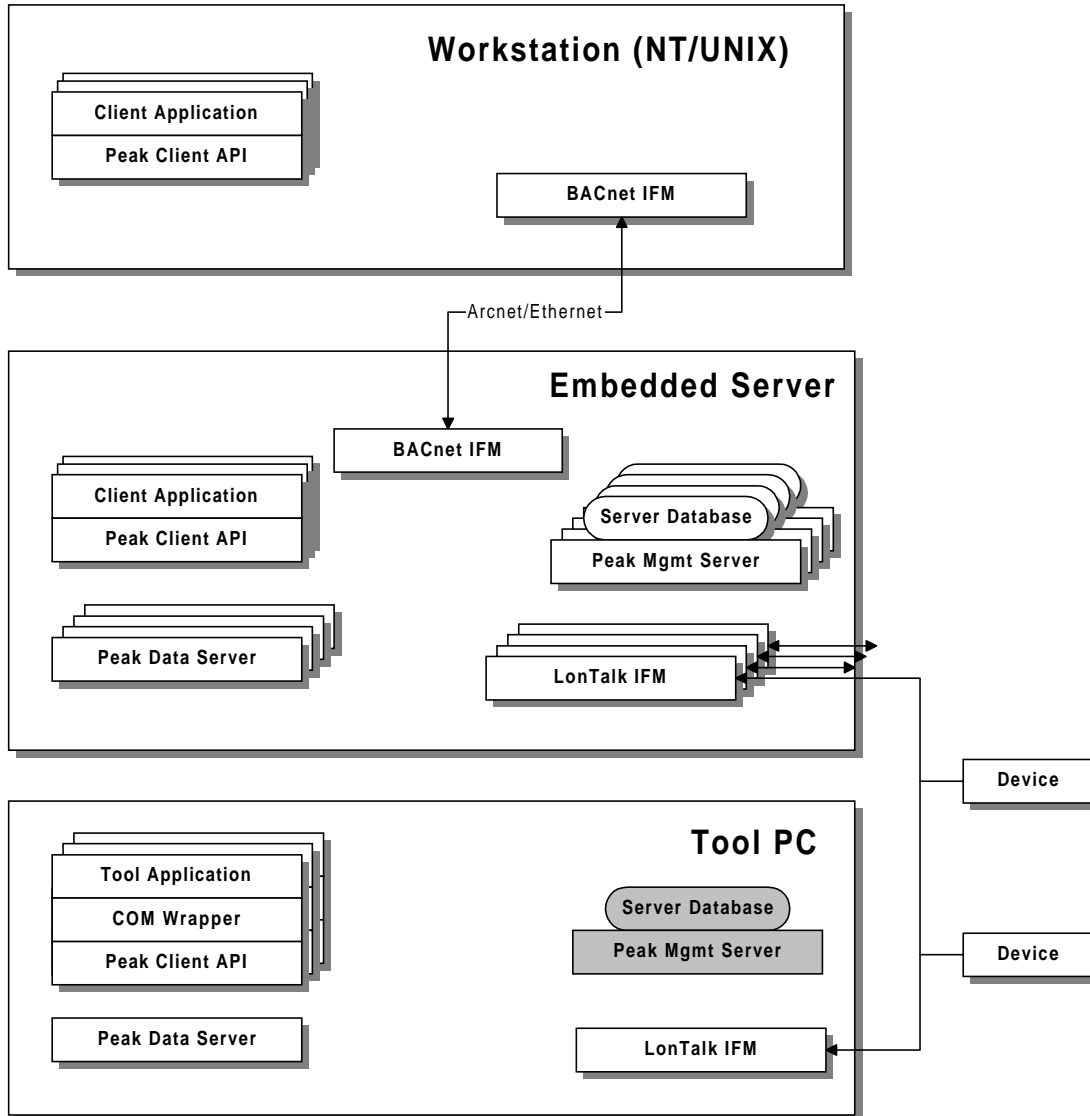 Workstation (NT/UNIX)
Client Application
Peak Client API
BACnet IFM
Arcnet/Ethernet
Embedded Server
BACnet IFM
Client Application
Peak Client API
Server Database
Peak Mgmt Server
Peak Data Server
LonTalk IFM
Device
Tool PC
Tool Application
COM Wrapper
Peak Client API
Server Database
Peak Mgmt Server
Device
Peak Data Server
LonTalk IFM